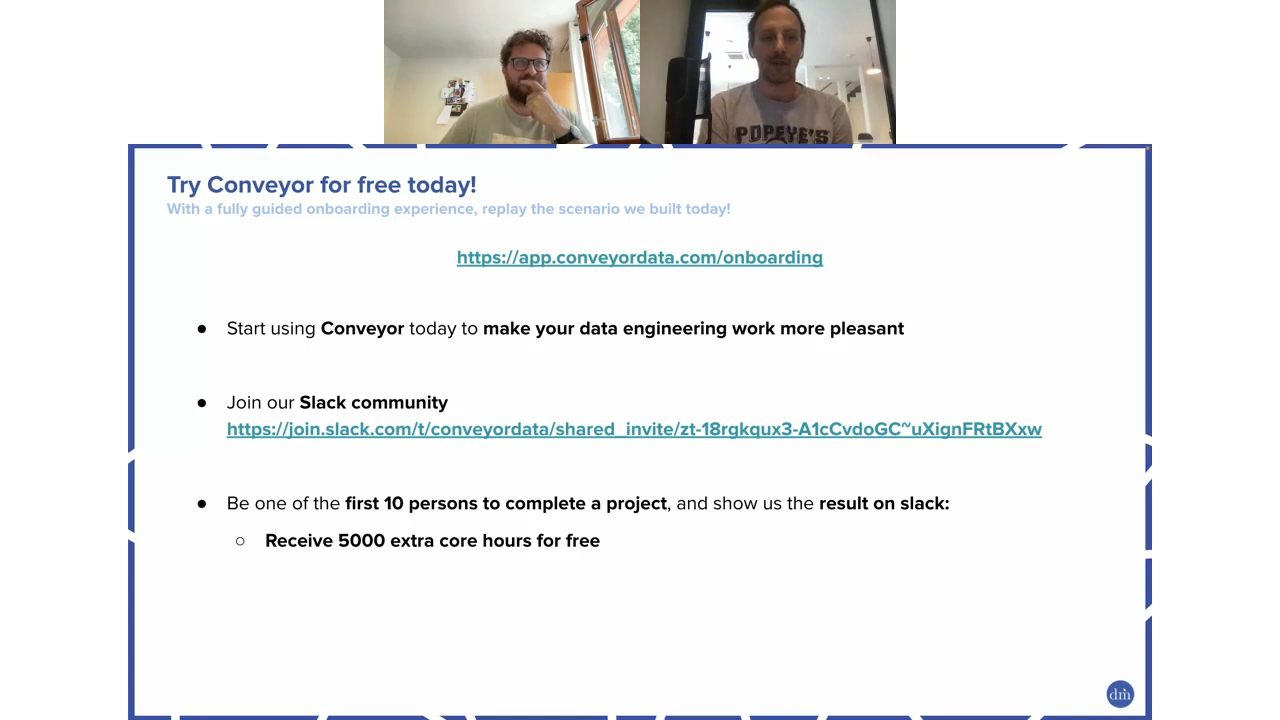 POPEYE'S
Try Conveyor for free today!
With a fully guided onboarding experience, replay the scenario we built today!
https://app.conveyordata.com/onboarding
● Start using Conveyor today to make your data engineering work more pleasant
● Join our Slack community
https://join.slack.com/t/conveyordata/shared_invite/zt-18rgkqux3-A1cCvdoGC~uXignFRtBXxw
● Be one of the first 10 persons to complete a project, and show us the result on slack:
○ Receive 5000 extra core hours for free
dm